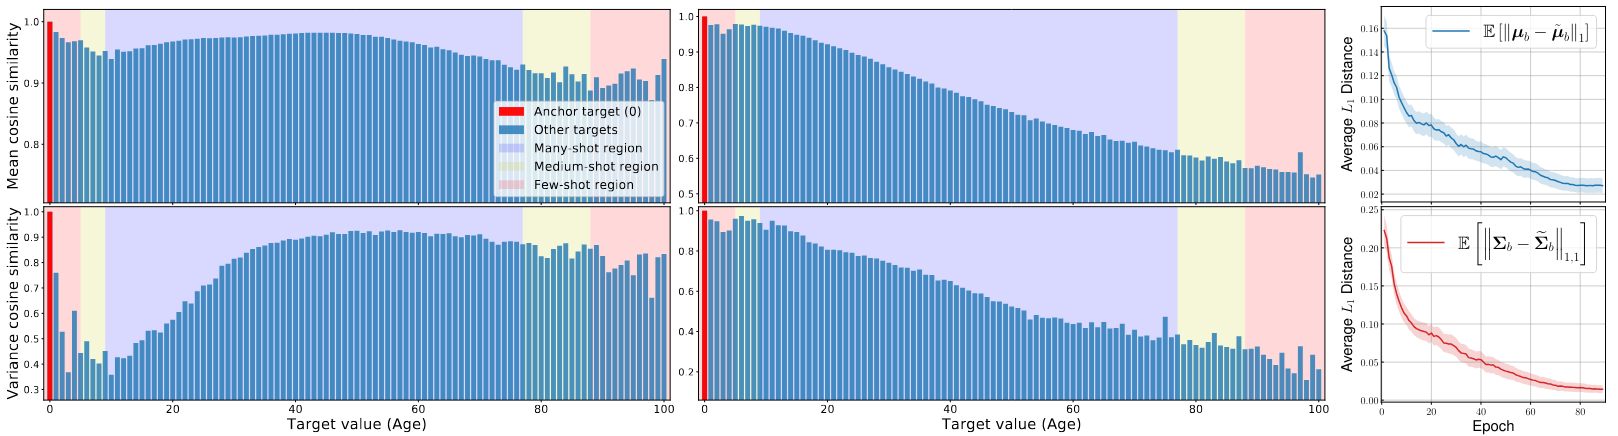 Mean cosine similarity
1.0
0.9
0.8
Anchor target (0)
Other targets
Many-shot region
Medium-shot region
Few-shot region
Variance cosine similarity
1.0
0.9
0.8
0.7
0.6
0.5
0.4
0.3
0 20 40 60 80 100
Target value (Age)
1.0
0.9
0.8
0.7
0.6
0.5
1.0
0.8
0.6
0.4
0.2
0 20 40 60 80 100
Target value (Age)
Average L₁ Distance
0.16
0.14
0.12
0.10
0.08
0.06
0.04
0.02
𝔼 [‖μ_b − μ̃_b‖₁]
Average L₁ Distance
0.25
0.20
0.15
0.10
0.05
0.00
𝔼 [‖Σ_b − Σ̃_b‖₁,₁]
0 20 40 60 80
Epoch